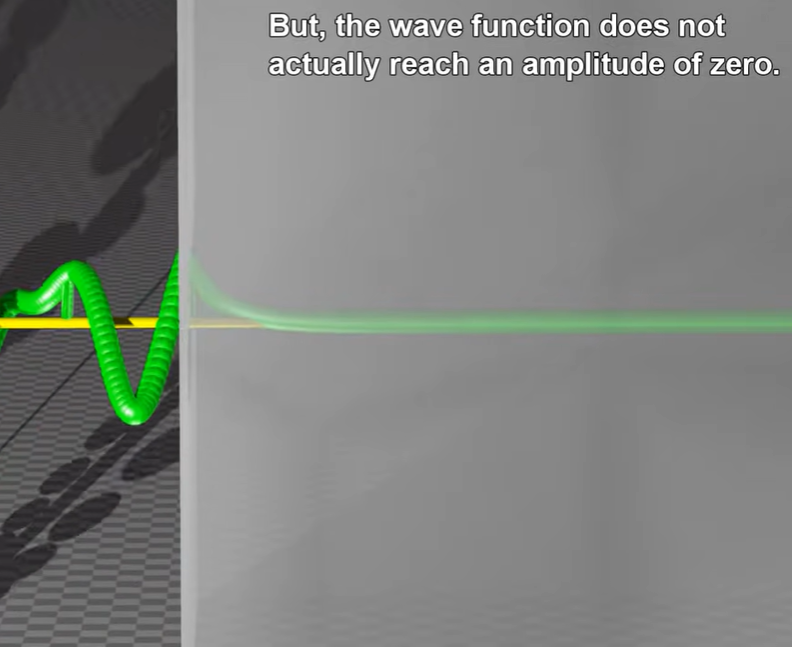 But, the wave function does not
actually reach an amplitude of zero.